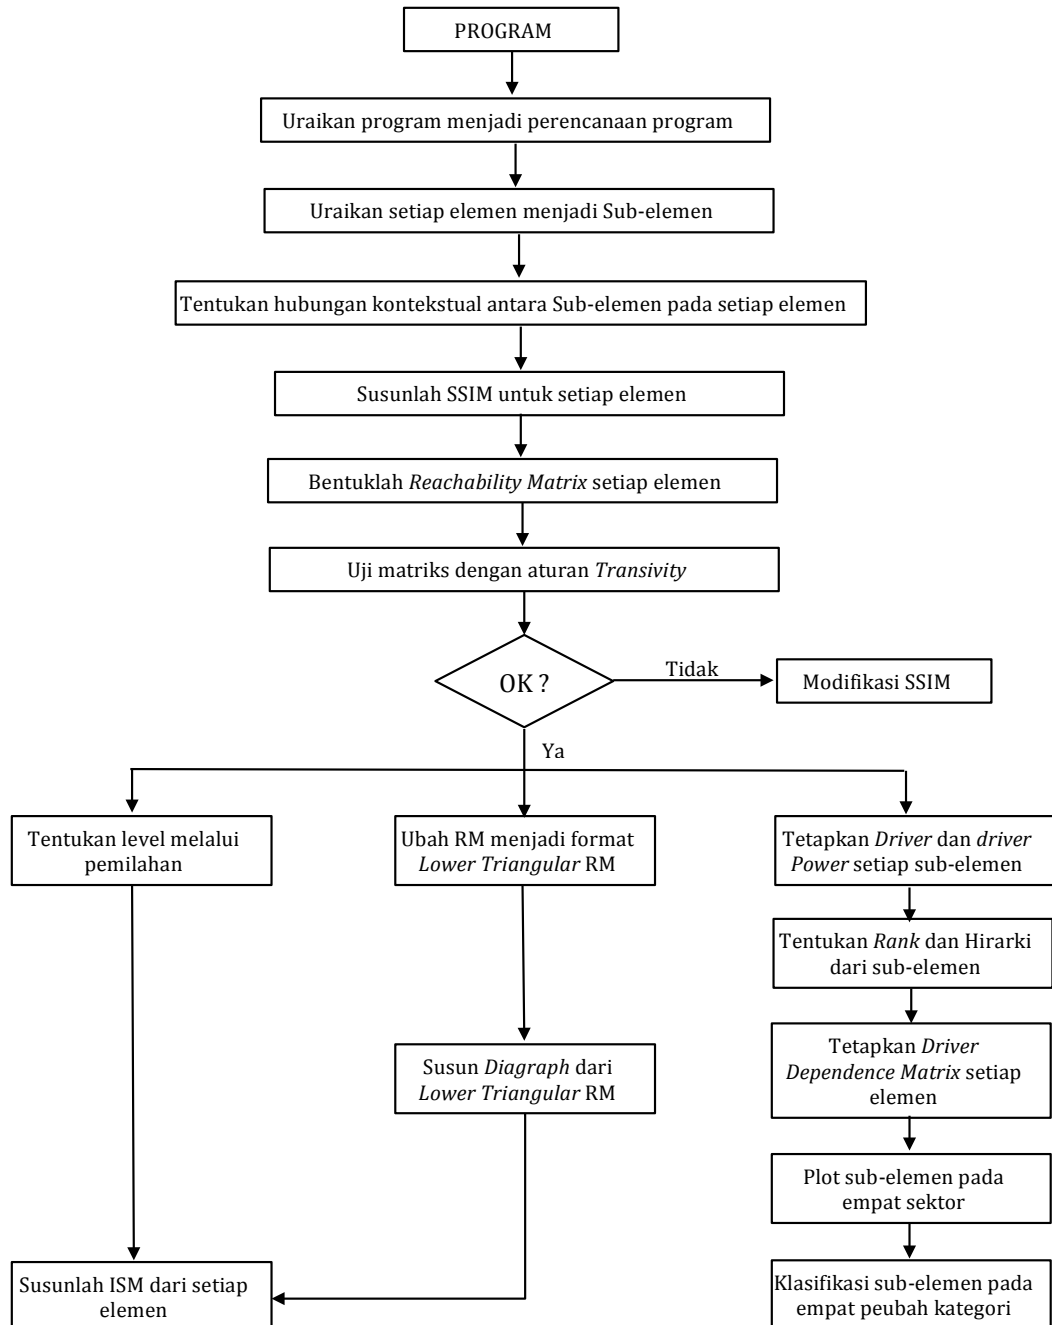 PROGRAM
Uraikan program menjadi perencanaan program
Uraikan setiap elemen menjadi Sub-elemen
Tentukan hubungan kontekstual antara Sub-elemen pada setiap elemen
Susunlah SSIM untuk setiap elemen
Bentuklah Reachability Matrix setiap elemen
Uji matriks dengan aturan Transivity
OK ?
Tidak
Modifikasi SSIM
Ya
Tentukan level melalui
pemilahan
Ubah RM menjadi format
Lower Triangular RM
Tetapkan Driver dan driver
Power setiap sub-elemen
Tentukan Rank dan Hirarki
dari sub-elemen
Susun Diagraph dari
Lower Triangular RM
Tetapkan Driver
Dependence Matrix setiap
elemen
Plot sub-elemen pada
empat sektor
Susunlah ISM dari setiap
elemen
Klasifikasi sub-elemen pada
empat peubah kategori